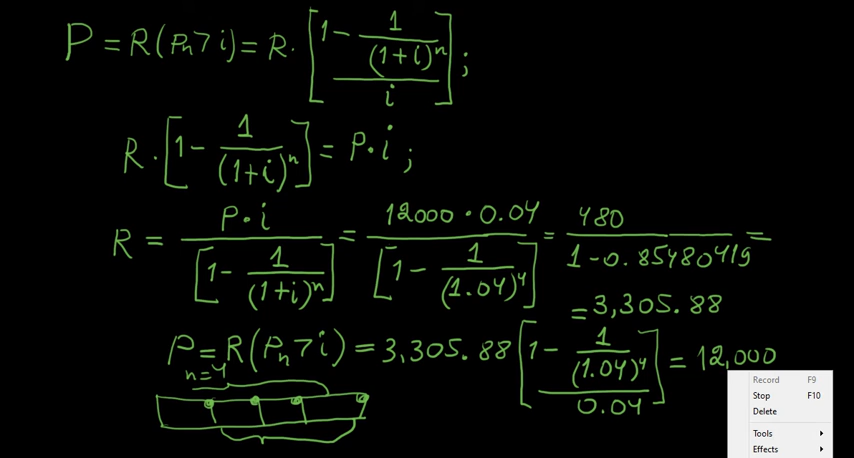 P = R(Pn7i) = R · [1 - 1/(1+i)^n / i] ;
R · [1 - 1/(1+i)^n] = P·i ;
R = P·i / [1 - 1/(1+i)^n] = 12000 · 0.04 / [1 - 1/(1.04)^4] = 480 / 1-0.85480419 =
= 3,305.88
Pn = R(Pn7i) = 3,305.88 [1 - 1/(1.04)^4 / 0.04] = 12,000
n=4
Record F9
Stop F10
Delete
Tools
Effects